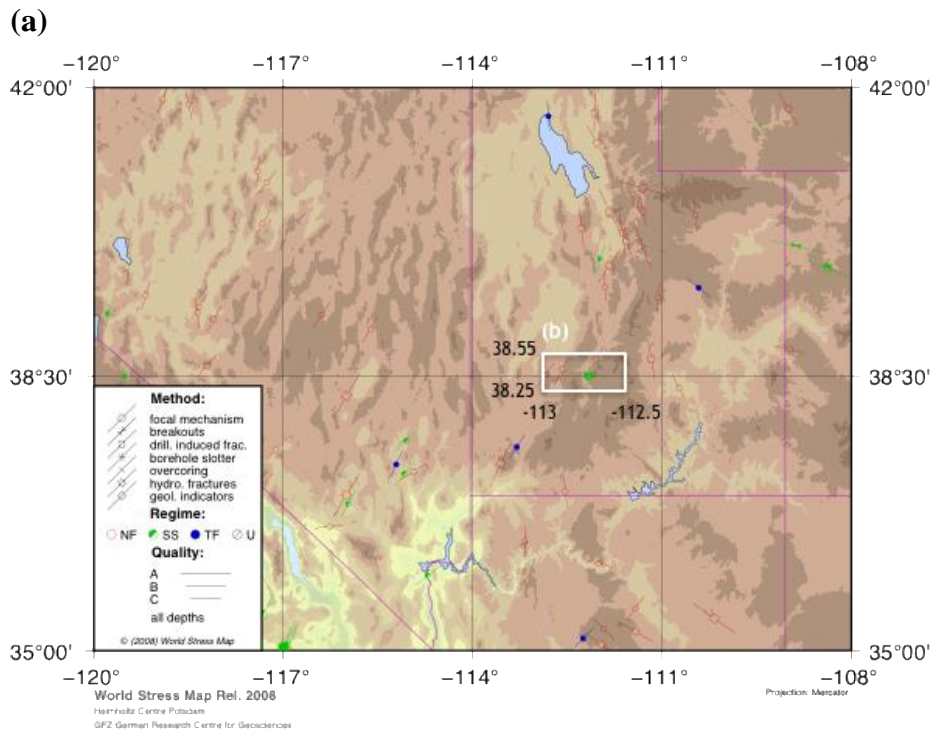 (a)
-120° -117° -114° -111° -108°
42°00' 42°00'
(b)
38.55
38°30' 38°30'
38.25
-113 -112.5
Method:
focal mechanism
breakouts
drill. induced frac.
borehole slotter
overcoring
hydro. fractures
geol. indicators
Regime:
NF SS TF U
Quality:
A
B
C
all depths
© (2008) World Stress Map
35°00' 35°00'
-120° -117° -114° -111° -108°
World Stress Map Rel. 2008
Projection: Mercator
Helmholtz Centre Potsdam
GFZ German Research Centre for Geosciences